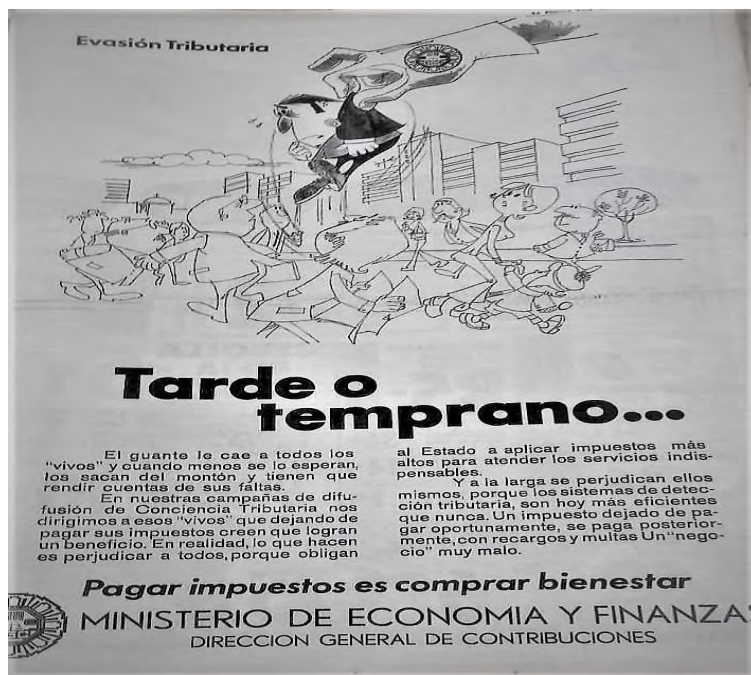 Evasión Tributaria
Tarde o
temprano...
El guante le cae a todos los
"vivos" y cuando menos se lo esperan,
los sacan del montón y tienen que
rendir cuentas de sus faltas.
En nuestras campañas de difu-
fusión de Conciencia Tributaria nos
dirigimos a esos "vivos" que dejando de
pagar sus impuestos creen que logran
un beneficio. En realidad, lo que hacen
es perjudicar a todos, porque obligan
al Estado a aplicar impuestos más
altos para atender los servicios indis-
pensables.
Y a la larga se perjudican ellos
mismos, porque los sistemas de detec-
ción tributaria, son hoy más eficientes
que nunca. Un impuesto dejado de pa-
gar oportunamente, se paga posterior-
mente, con recargos y multas Un "nego-
cio" muy malo.
Pagar impuestos es comprar bienestar
MINISTERIO DE ECONOMIA Y FINANZAS
DIRECCION GENERAL DE CONTRIBUCIONES